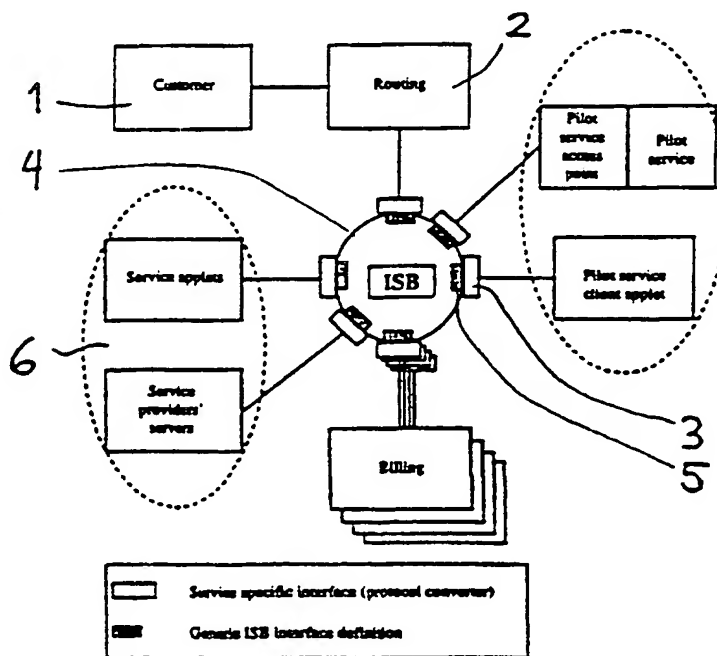 2
1
Customer
Routing
Pilot
service
access
point
Pilot
service
4
Service applets
ISB
Pilot service
client applet
6
Service
providers'
servers
3
5
Billing
Service specific interface (protocol converter)
Generic ISB interface definition